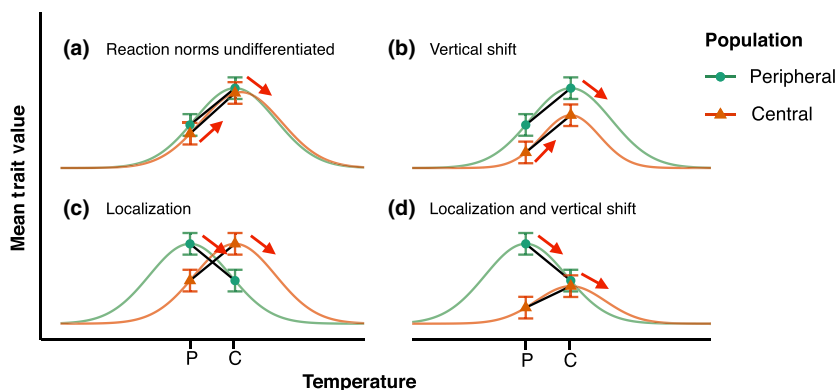 (a) Reaction norms undifferentiated
(b) Vertical shift
Population
Peripheral
Central
(c) Localization
(d) Localization and vertical shift
Mean trait value
P C
P C
Temperature